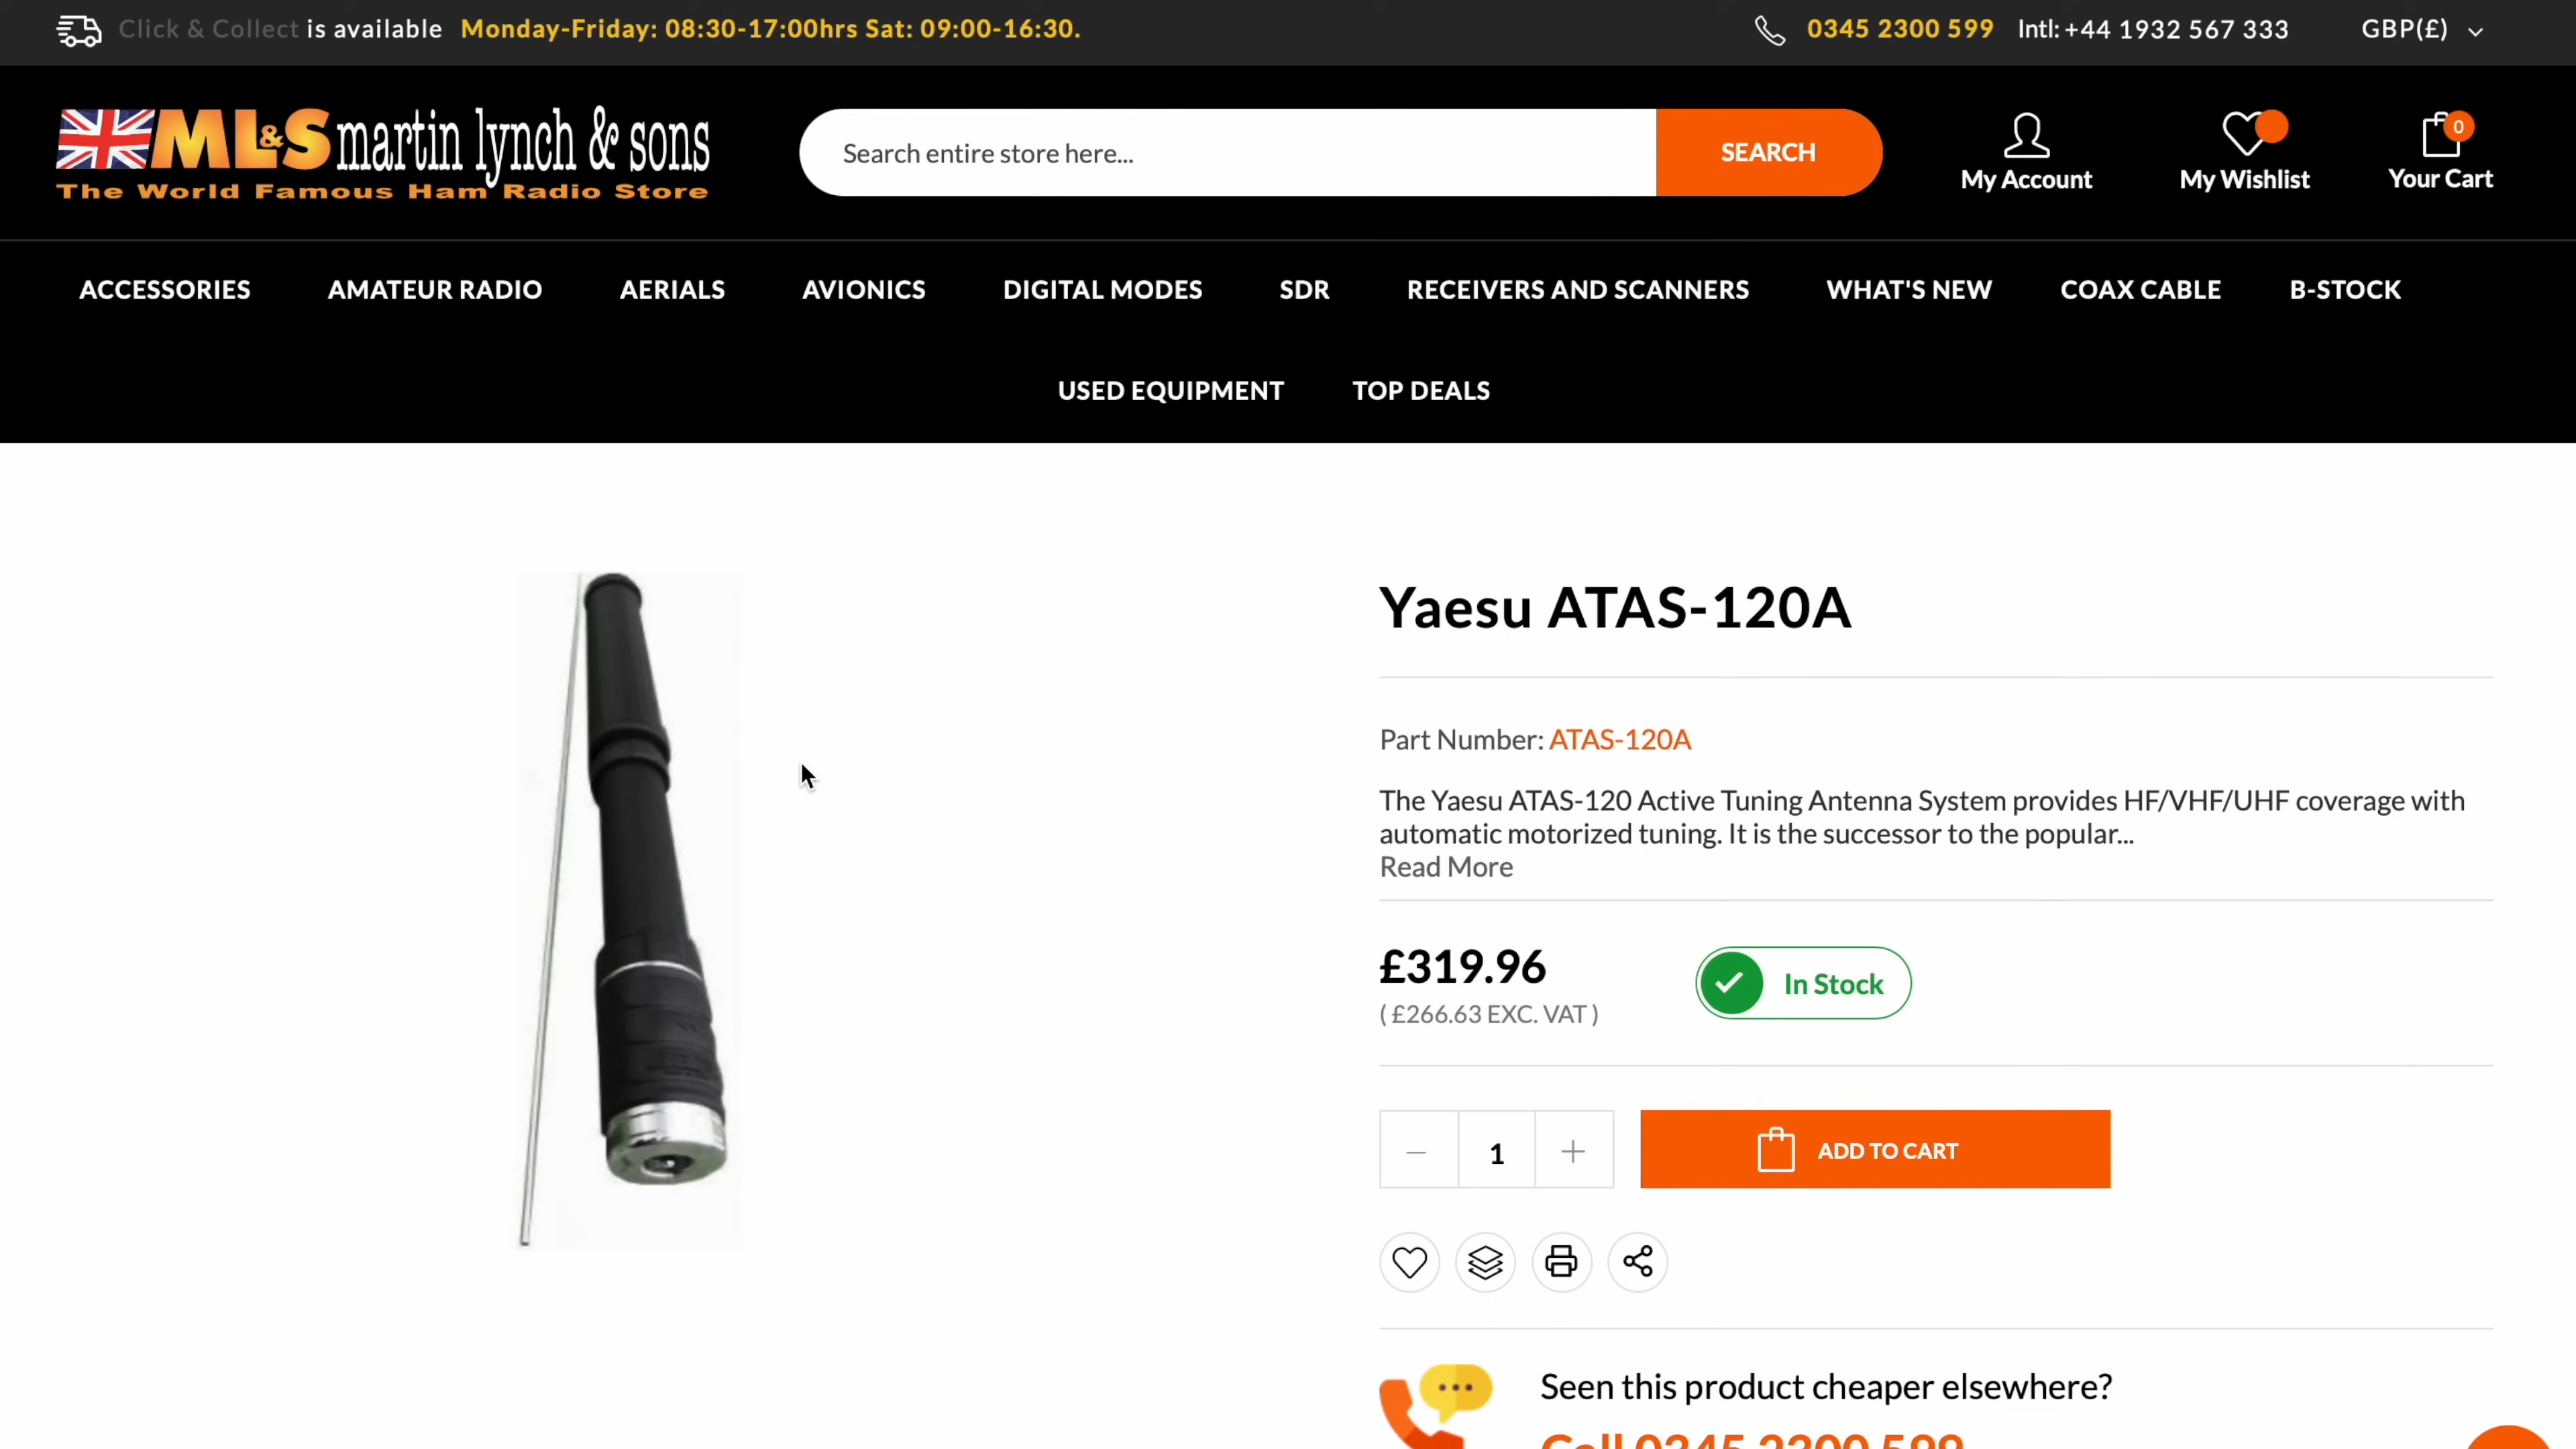 Click & Collect is available Monday-Friday: 08:30-17:00hrs Sat: 09:00-16:30.
0345 2300 599 Intl: +44 1932 567 333 GBP(£)
ML&S martin lynch & sons
The World Famous Ham Radio Store
Search entire store here...
SEARCH
My Account
My Wishlist
0
Your Cart
ACCESSORIES AMATEUR RADIO AERIALS AVIONICS DIGITAL MODES SDR RECEIVERS AND SCANNERS WHAT'S NEW COAX CABLE B-STOCK
USED EQUIPMENT TOP DEALS
Yaesu ATAS-120A
Part Number: ATAS-120A
The Yaesu ATAS-120 Active Tuning Antenna System provides HF/VHF/UHF coverage with
automatic motorized tuning. It is the successor to the popular...
Read More
£319.96
( £266.63 EXC. VAT )
In Stock
1
ADD TO CART
Seen this product cheaper elsewhere?
Call 0345 2300 599